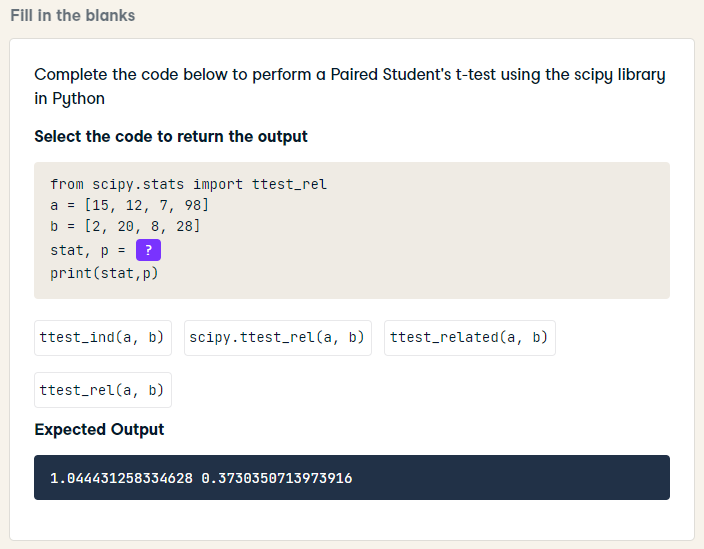 Fill in the blanks
Complete the code below to perform a Paired Student's t-test using the scipy library
in Python
Select the code to return the output
from scipy.stats import ttest_rel
a = [15, 12, 7, 98]
b = [2, 20, 8, 28]
stat, p = ?
print(stat,p)
ttest_ind(a, b) scipy.ttest_rel(a, b) ttest_related(a, b)
ttest_rel(a, b)
Expected Output
1.044431258334628 0.3730350713973916